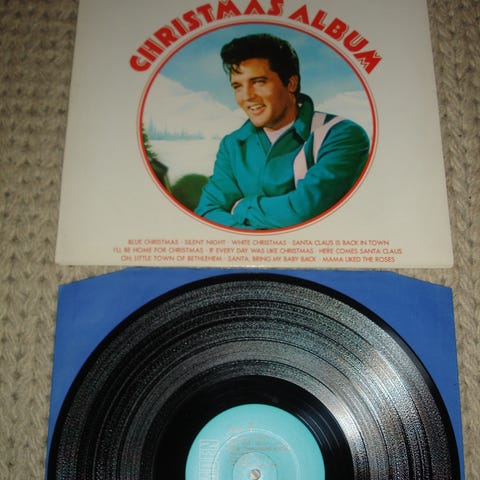 CHRISTMAS ALBUM
BLUE CHRISTMAS · SILENT NIGHT · WHITE CHRISTMAS · SANTA CLAUS IS BACK IN TOWN
I'LL BE HOME FOR CHRISTMAS · IF EVERY DAY WAS LIKE CHRISTMAS · HERE COMES SANTA CLAUS
OH, LITTLE TOWN OF BETHLEHEM · SANTA, BRING MY BABY BACK · MAMA LIKED THE ROSES